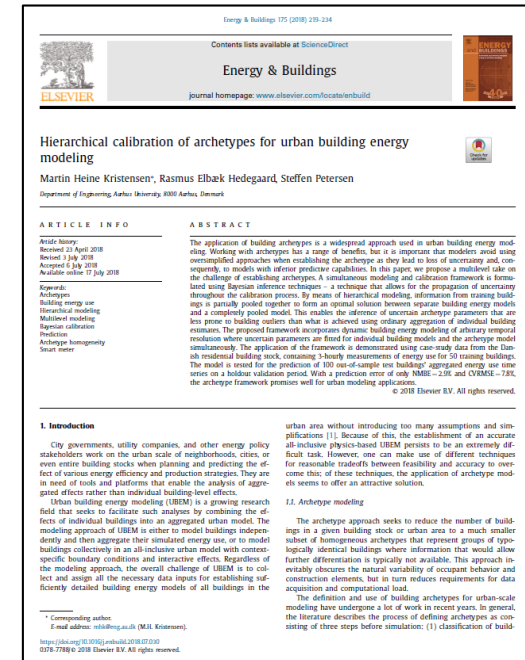 Energy & Buildings 175 (2018) 219–234
Contents lists available at ScienceDirect
Energy & Buildings
journal homepage: www.elsevier.com/locate/enbuild
ELSEVIER
ENERGY
BUILDINGS
Hierarchical calibration of archetypes for urban building energy
modeling
Check for
updates
Martin Heine Kristensen*, Rasmus Elbæk Hedegaard, Steffen Petersen
Department of Engineering, Aarhus University, 8000 Aarhus, Denmark
ARTICLE INFO
Article history:
Received 23 April 2018
Revised 3 July 2018
Accepted 6 July 2018
Available online 17 July 2018
Keywords:
Archetypes
Building energy use
Hierarchical modeling
Multilevel modeling
Bayesian calibration
Prediction
Archetype homogeneity
Smart meter
ABSTRACT
The application of building archetypes is a widespread approach used in urban building energy mod-
eling. Working with archetypes has a range of benefits, but it is important that modelers avoid using
oversimplified approaches when establishing the archetype as they lead to loss of uncertainty and, con-
sequently, to models with inferior predictive capabilities. In this paper, we propose a multilevel take on
the challenge of establishing archetypes. A simultaneous modeling and calibration framework is formu-
lated using Bayesian inference techniques – a technique that allows for the propagation of uncertainty
throughout the calibration process. By means of hierarchical modeling, information from training build-
ings is partially pooled together to form an optimal solution between separate building energy models
and a completely pooled model. This enables the inference of uncertain archetype parameters that are
less prone to building outliers than what is achieved using ordinary aggregation of individual building
estimates. The proposed framework incorporates dynamic building energy modeling of arbitrary temporal
resolution where uncertain parameters are fitted for individual building models and the archetype model
simultaneously. The application of the framework is demonstrated using case-study data from the Dan-
ish residential building stock, containing 3-hourly measurements of energy use for 50 training buildings.
The model is tested for the prediction of 100 out-of-sample test buildings' aggregated energy use time
series on a holdout validation period. With a prediction error of only NMBE = 2.9% and CVRMSE = 7.8%,
the archetype framework promises well for urban modeling applications.
© 2018 Elsevier B.V. All rights reserved.
1. Introduction
City governments, utility companies, and other energy policy
stakeholders work on the urban scale of neighborhoods, cities, or
even entire building stocks when planning and predicting the ef-
fect of various energy efficiency and production strategies. They are
in need of tools and platforms that enable the analysis of aggre-
gated effects rather than individual building-level effects.
Urban building energy modeling (UBEM) is a growing research
field that seeks to facilitate such analyses by combining the ef-
fects of individual buildings into an aggregated urban model. The
modeling approach of UBEM is either to model buildings indepen-
dently and then aggregate their simulated energy use, or to model
buildings collectively in an all-inclusive urban model with context-
specific boundary conditions and interactive effects. Regardless
of the modeling approach, the overall challenge of UBEM is to col-
lect and assign all the necessary data inputs for establishing suf-
ficiently detailed building energy models of all buildings in the
* Corresponding author.
E-mail address: mhk@eng.au.dk (M.H. Kristensen).
https://doi.org/10.1016/j.enbuild.2018.07.030
0378-7788/© 2018 Elsevier B.V. All rights reserved.
urban area without introducing too many assumptions and sim-
plifications [1]. Because of this, the establishment of an accurate
all-inclusive physics-based UBEM persists to be an extremely dif-
ficult task. However, one can make use of different techniques
for reasonable tradeoffs between feasibility and accuracy to over-
come this; of these techniques, the application of archetype mod-
els seems to offer an attractive solution.
1.1. Archetype modeling
The archetype approach seeks to reduce the number of build-
ings in a given building stock or urban area to a much smaller
subset of homogeneous archetypes that represent groups of typo-
logically identical buildings where information that would allow
further differentiation is typically not available. This approach in-
evitably obscures the natural variability of occupant behavior and
construction elements, but in turn reduces requirements for data
acquisition and computational load.
The definition and use of building archetypes for urban-scale
modeling have undergone a lot of work in recent years. In general,
the literature describes the process of defining archetypes as con-
sisting of three steps before simulation; (1) classification of build-